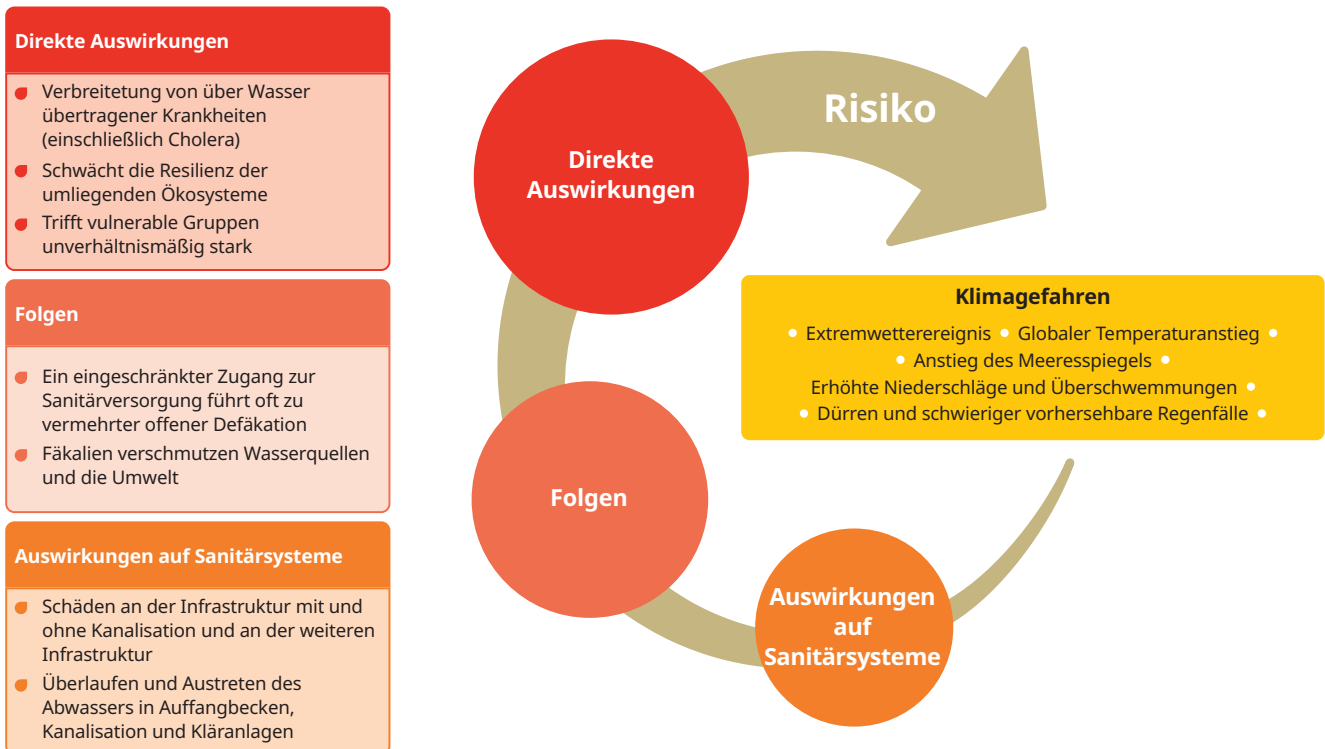 Direkte Auswirkungen
Verbreitetung von über Wasser
übertragener Krankheiten
(einschließlich Cholera)
Schwächt die Resilienz der
umliegenden Ökosysteme
Trifft vulnerable Gruppen
unverhältnismäßig stark
Folgen
Ein eingeschränkter Zugang zur
Sanitärversorgung führt oft zu
vermehrter offener Defäkation
Fäkalien verschmutzen Wasserquellen
und die Umwelt
Auswirkungen auf Sanitärsysteme
Schäden an der Infrastruktur mit und
ohne Kanalisation und an der weiteren
Infrastruktur
Überlaufen und Austreten des
Abwassers in Auffangbecken,
Kanalisation und Kläranlagen
Risiko
Direkte
Auswirkungen
Klimagefahren
• Extremwetterereignis • Globaler Temperaturanstieg •
• Anstieg des Meeresspiegels •
Erhöhte Niederschläge und Überschwemmungen •
• Dürren und schwieriger vorhersehbare Regenfälle •
Folgen
Auswirkungen
auf
Sanitärsysteme